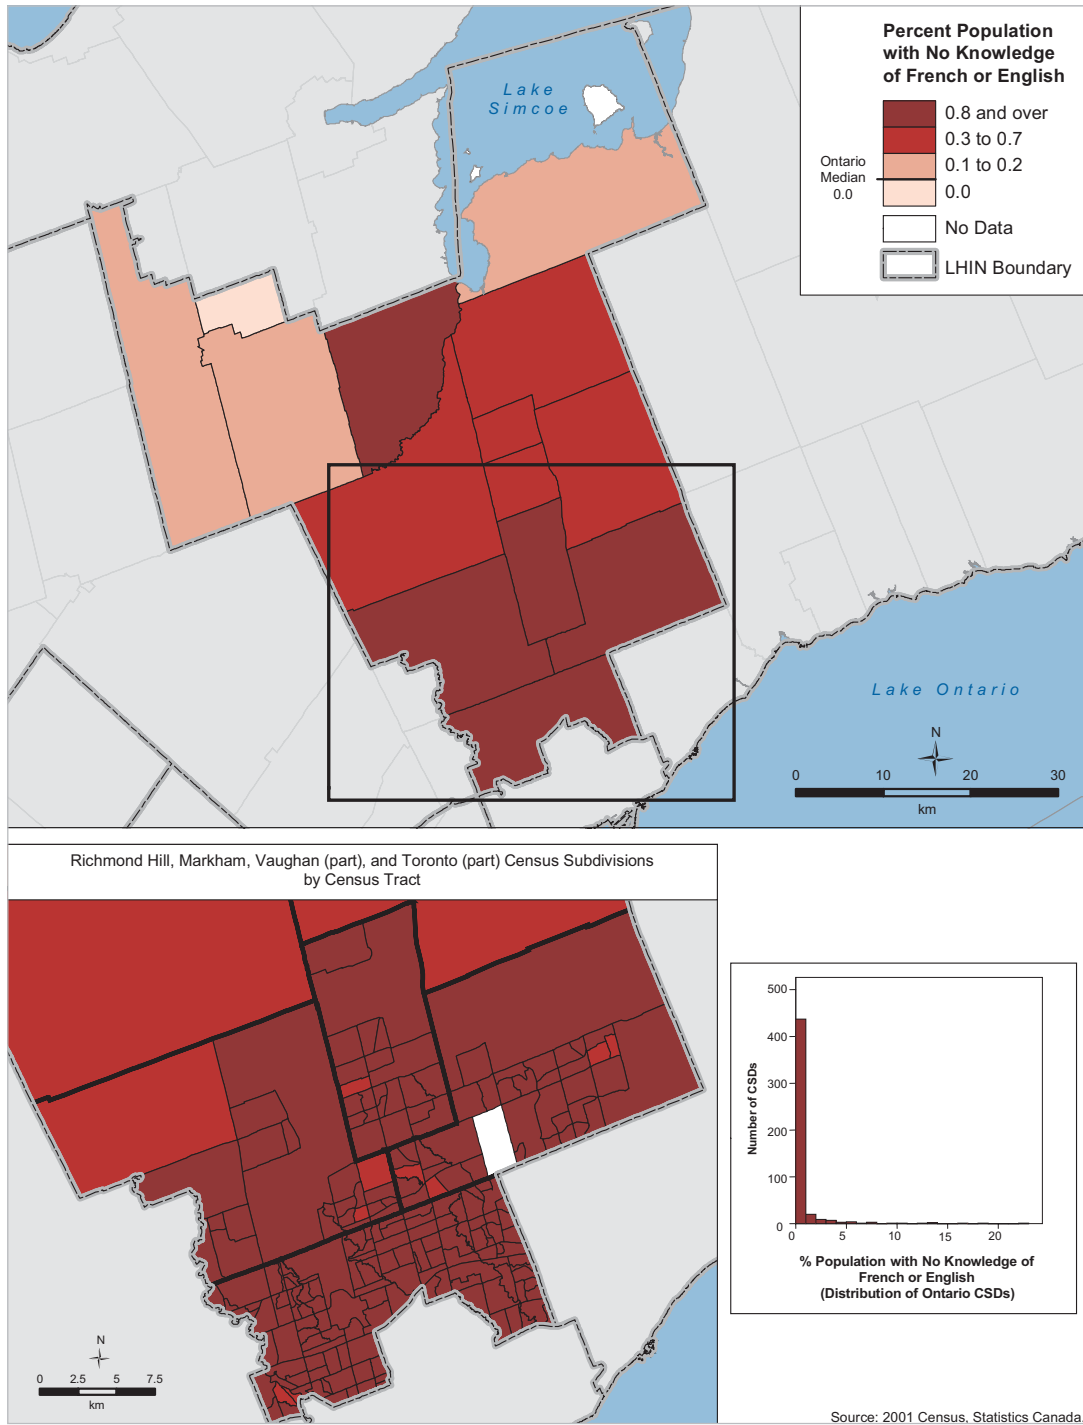 Percent Population
with No Knowledge
of French or English
0.8 and over
0.3 to 0.7
0.1 to 0.2
0.0
Ontario
Median
0.0
No Data
LHIN Boundary
Lake
Simcoe
Lake Ontario
N
0 10 20 30
km
Richmond Hill, Markham, Vaughan (part), and Toronto (part) Census Subdivisions
by Census Tract
N
0 2.5 5 7.5
km
500
400
300
200
100
0
Number of CSDs
0 5 10 15 20
% Population with No Knowledge of
French or English
(Distribution of Ontario CSDs)
Source: 2001 Census, Statistics Canada.